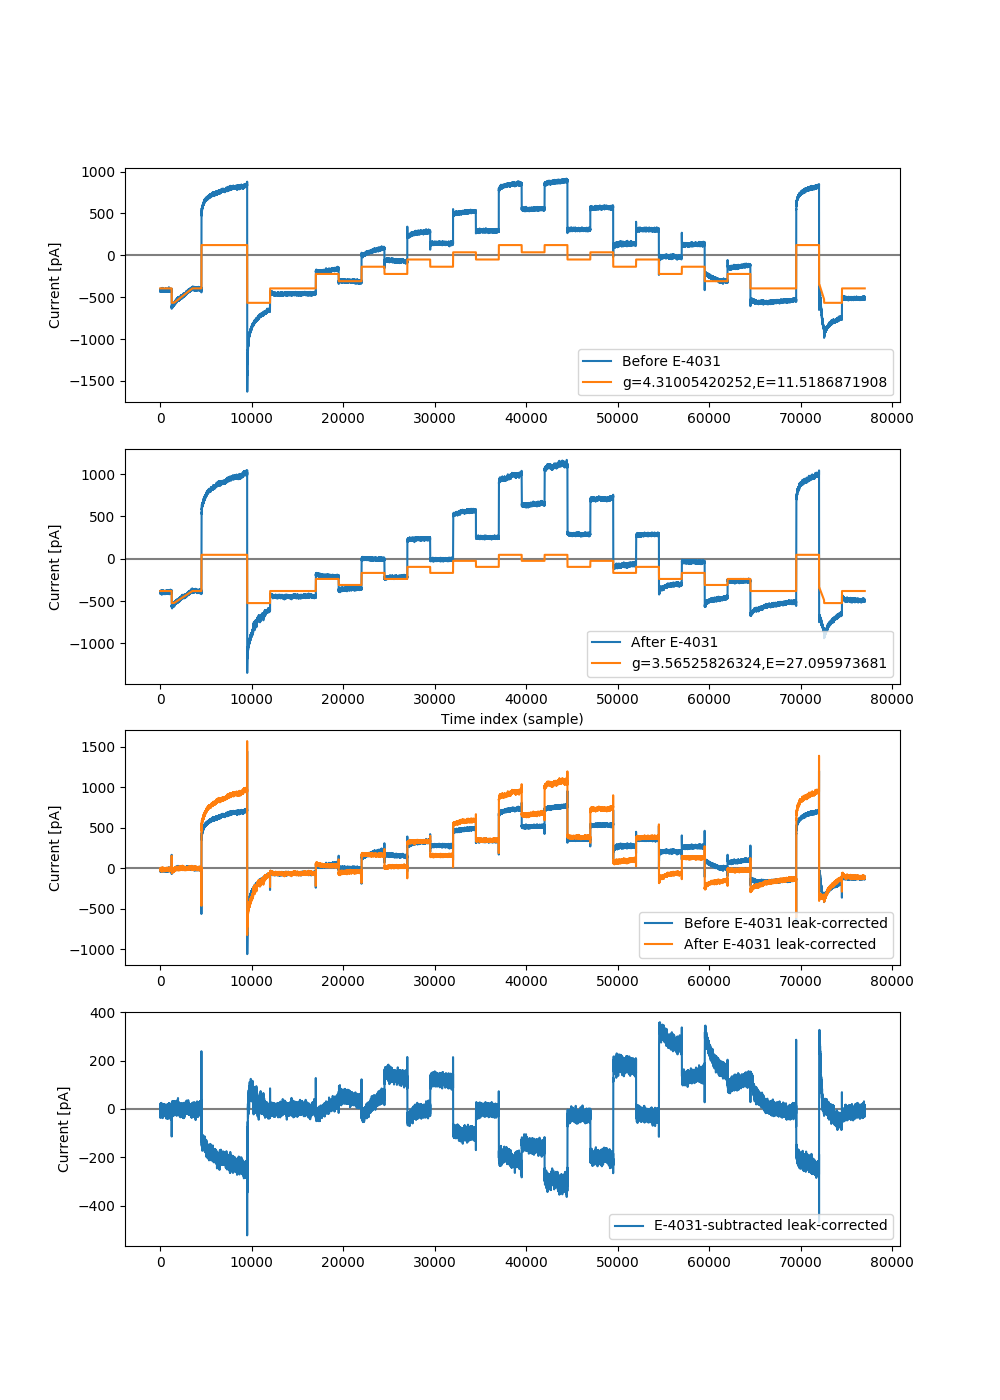 1000
500
0
−500
−1000
−1500
Current [pA]
Before E-4031
g=4.31005420252,E=11.5186871908
0 10000 20000 30000 40000 50000 60000 70000 80000
1000
500
0
−500
−1000
Current [pA]
After E-4031
g=3.56525826324,E=27.095973681
0 10000 20000 30000 40000 50000 60000 70000 80000
Time index (sample)
1500
1000
500
0
−500
−1000
Current [pA]
Before E-4031 leak-corrected
After E-4031 leak-corrected
0 10000 20000 30000 40000 50000 60000 70000 80000
400
200
0
−200
−400
Current [pA]
E-4031-subtracted leak-corrected
0 10000 20000 30000 40000 50000 60000 70000 80000